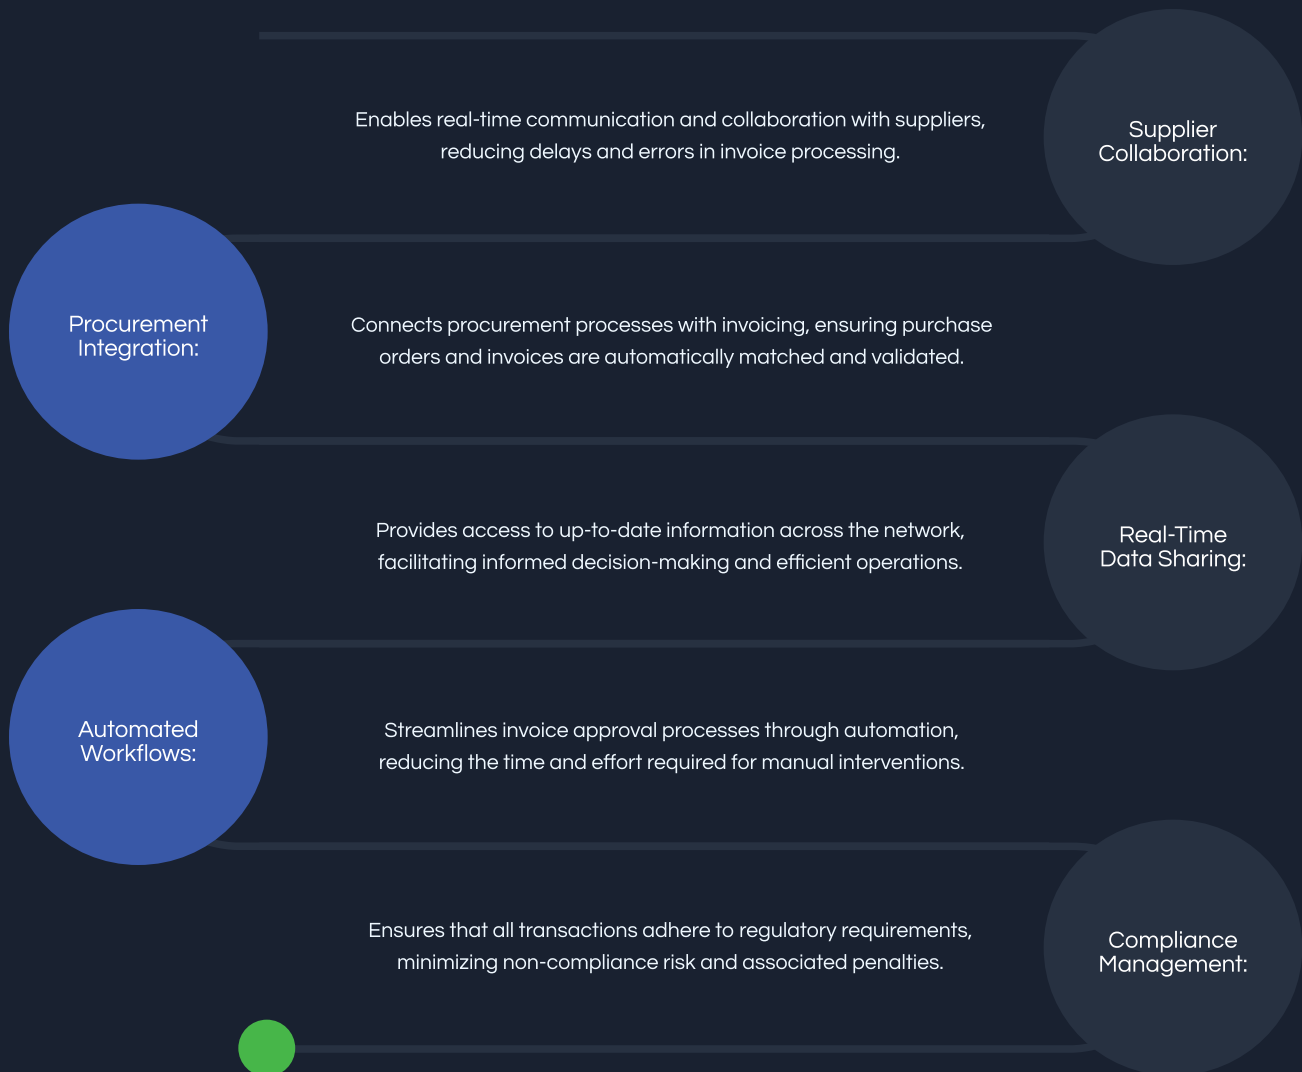 Supplier
Collaboration:
Enables real-time communication and collaboration with suppliers,
reducing delays and errors in invoice processing.
Procurement
Integration:
Connects procurement processes with invoicing, ensuring purchase
orders and invoices are automatically matched and validated.
Real-Time
Data Sharing:
Provides access to up-to-date information across the network,
facilitating informed decision-making and efficient operations.
Automated
Workflows:
Streamlines invoice approval processes through automation,
reducing the time and effort required for manual interventions.
Compliance
Management:
Ensures that all transactions adhere to regulatory requirements,
minimizing non-compliance risk and associated penalties.